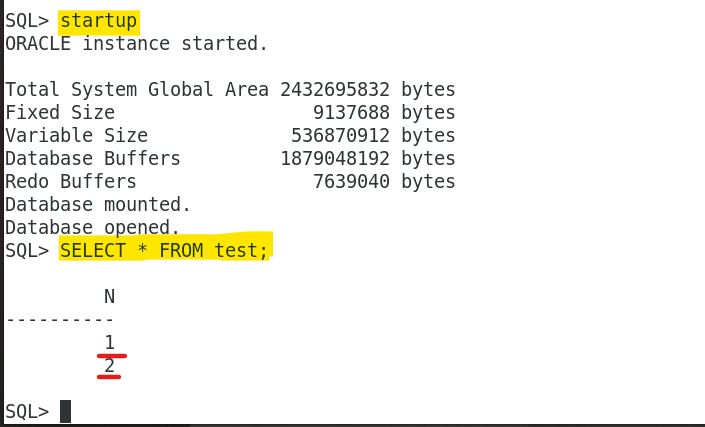 SQL> startup
ORACLE instance started.
Total System Global Area 2432695832 bytes
Fixed Size 9137688 bytes
Variable Size 536870912 bytes
Database Buffers 1879048192 bytes
Redo Buffers 7639040 bytes
Database mounted.
Database opened.
SQL> SELECT * FROM test;
N
----------
1
2
SQL>